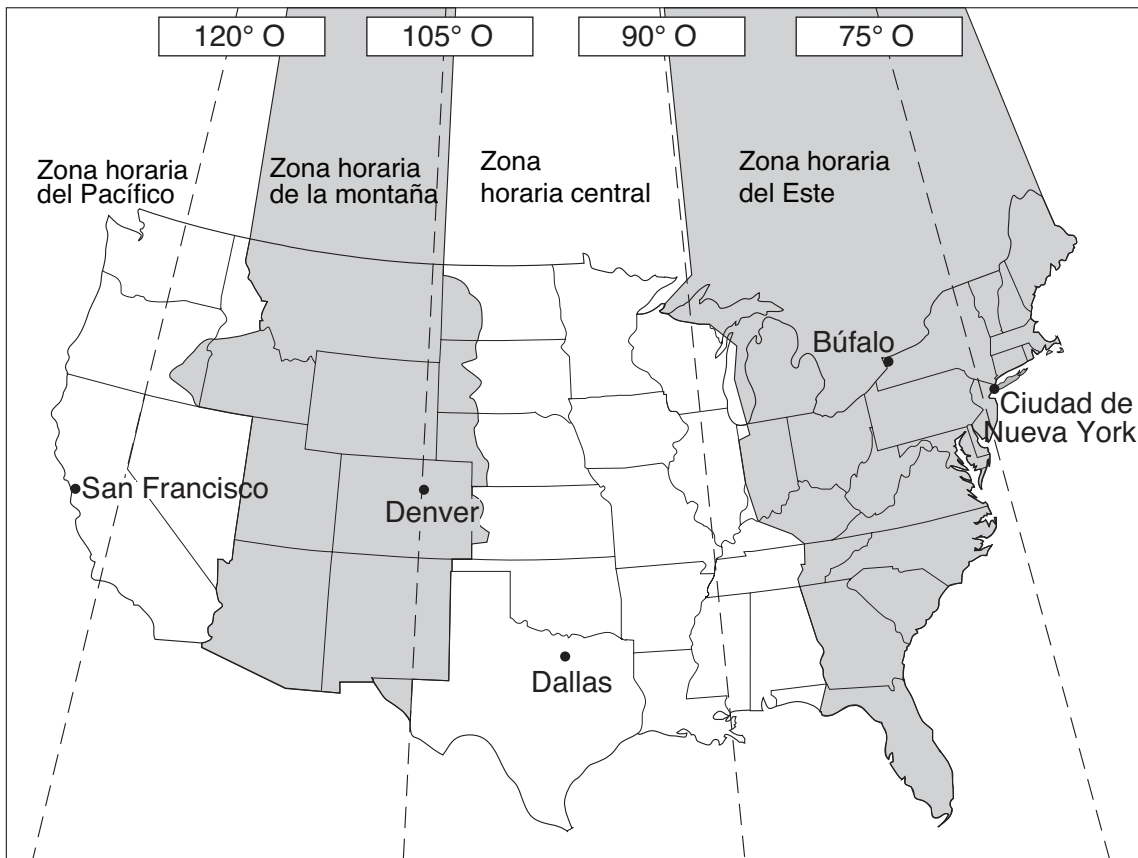 120° O
105° O
90° O
75° O
Zona horaria
del Pacífico
Zona horaria
de la montaña
Zona
horaria central
Zona horaria
del Este
Búfalo
Ciudad de
Nueva York
San Francisco
Denver
Dallas